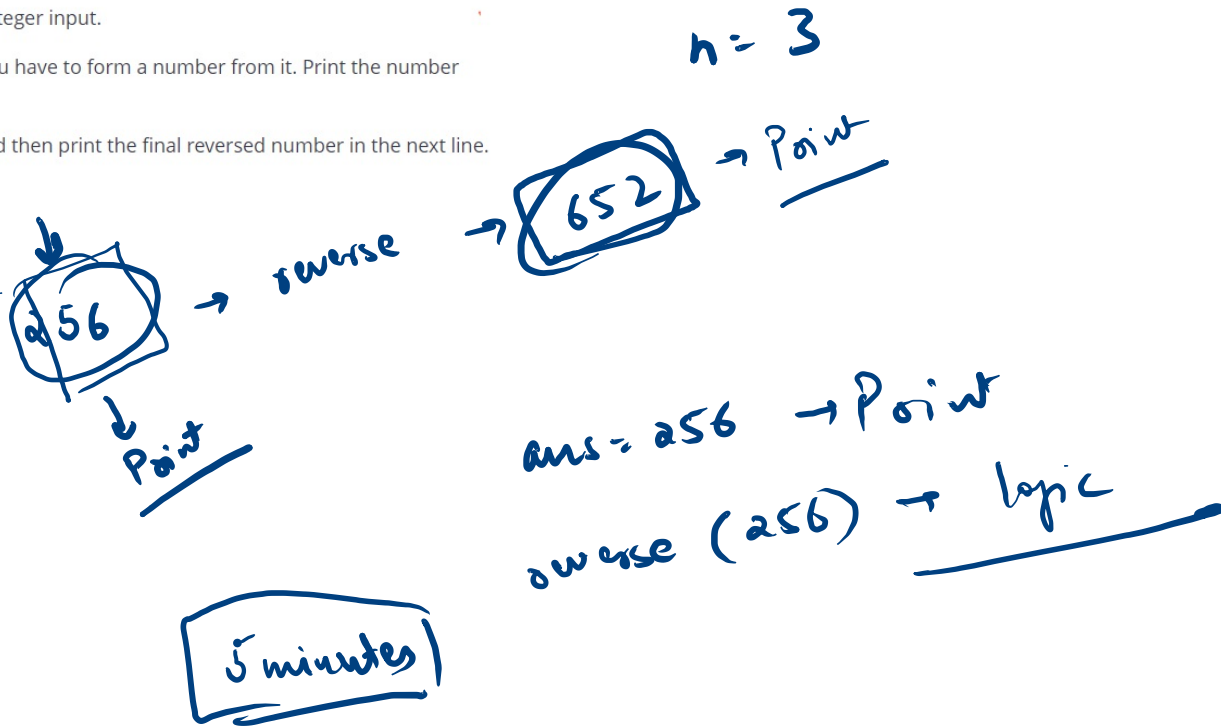 teger input.
n = 3
u have to form a number from it. Print the number
d then print the final reversed number in the next line.
652 → Print
256 → reverse →
Print
ans = 256 → Print
reverse (256) → logic
5 minutes